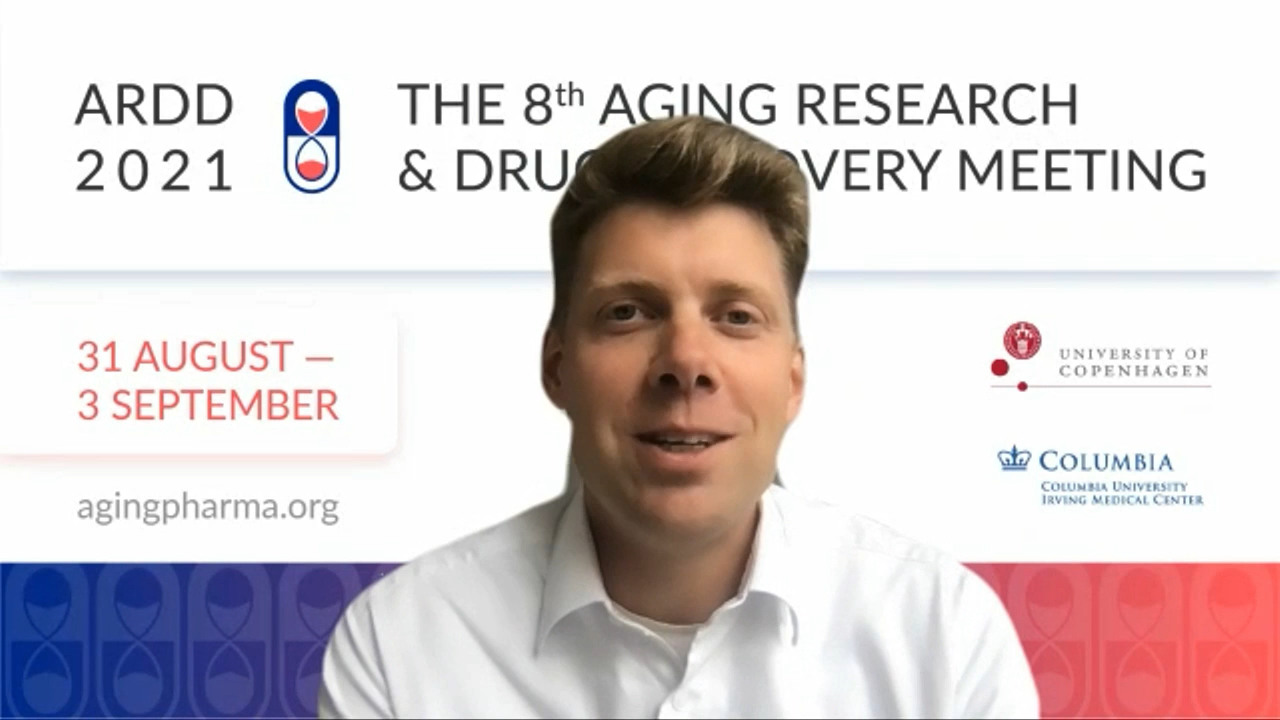 ARDD
2021
THE 8th AGING RESEARCH
& DRU VERY MEETING
31 AUGUST —
3 SEPTEMBER
agingpharma.org
UNIVERSITY OF
COPENHAGEN
COLUMBIA
COLUMBIA UNIVERSITY
IRVING MEDICAL CENTER